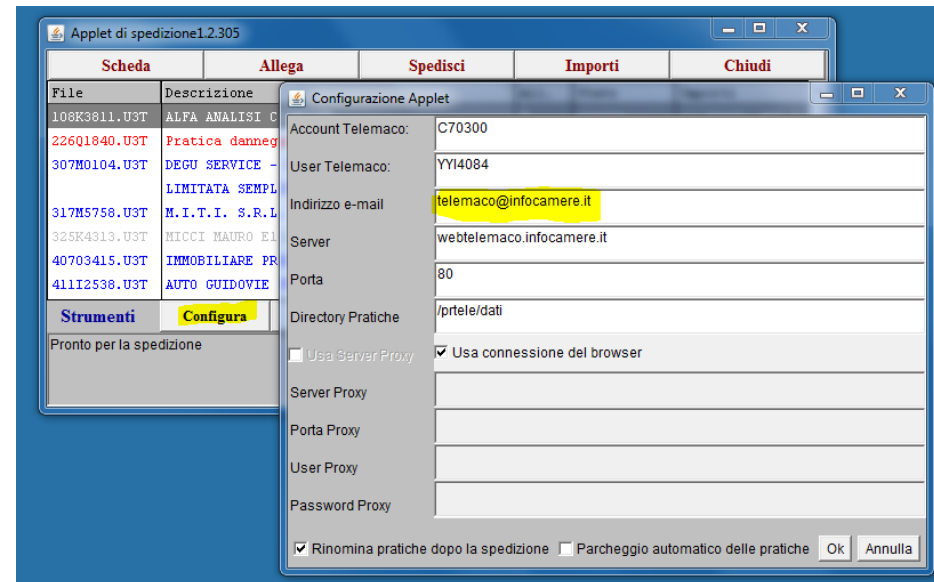 Applet di spedizione1.2.305
Scheda Allega Spedisci Importi Chiudi
File Descrizione
108K3811.U3T ALFA ANALISI C
226Q1840.U3T Pratica danneg
307M0104.U3T DEGU SERVICE -
LIMITATA SEMPL
317M5758.U3T M.I.T.I. S.R.L
325K4313.U3T MICCI MAURO El
40703415.U3T IMMOBILIARE PR
411I2538.U3T AUTO GUIDOVIE
Strumenti Configura
Pronto per la spedizione
Configurazione Applet
Account Telemaco: C70300
User Telemaco: YYI4084
Indirizzo e-mail telemaco@infocamere.it
Server webtelemaco.infocamere.it
Porta 80
Directory Pratiche /prtele/dati
Usa Server Proxy Usa connessione del browser
Server Proxy
Porta Proxy
User Proxy
Password Proxy
Rinomina pratiche dopo la spedizione Parcheggio automatico delle pratiche Ok Annulla